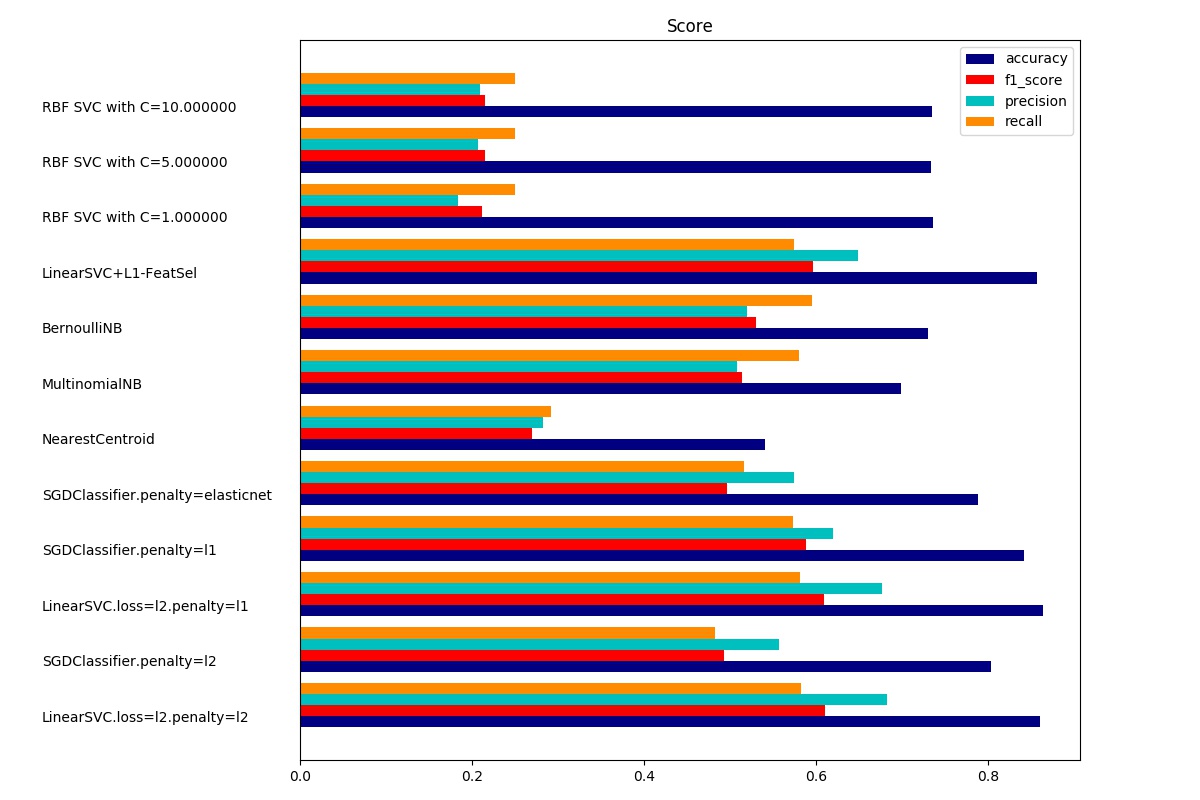 Score
accuracy
f1_score
precision
recall
RBF SVC with C=10.000000
RBF SVC with C=5.000000
RBF SVC with C=1.000000
LinearSVC+L1-FeatSel
BernoulliNB
MultinomialNB
NearestCentroid
SGDClassifier.penalty=elasticnet
SGDClassifier.penalty=l1
LinearSVC.loss=l2.penalty=l1
SGDClassifier.penalty=l2
LinearSVC.loss=l2.penalty=l2
0.0 0.2 0.4 0.6 0.8